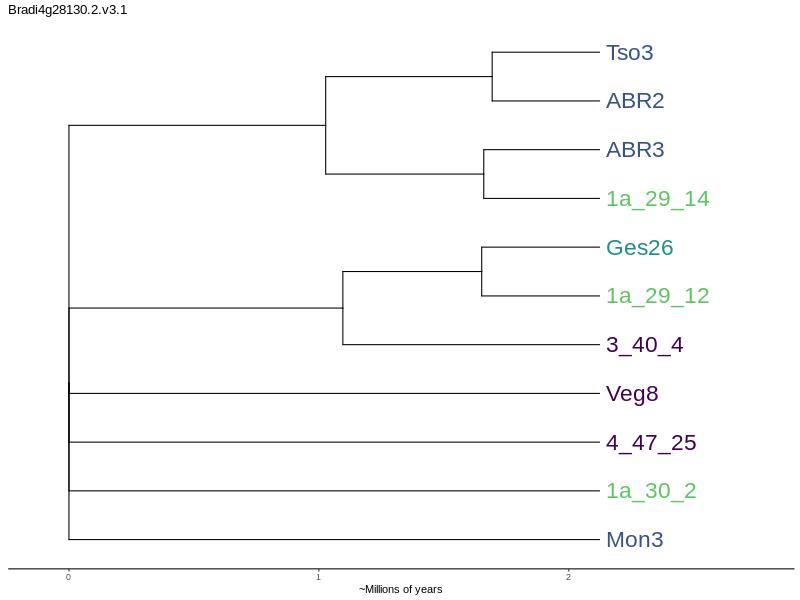 Bradi4g28130.2.v3.1
Tso3
ABR2
ABR3
1a_29_14
Ges26
1a_29_12
3_40_4
Veg8
4_47_25
1a_30_2
Mon3
0 1 2
~Millions of years